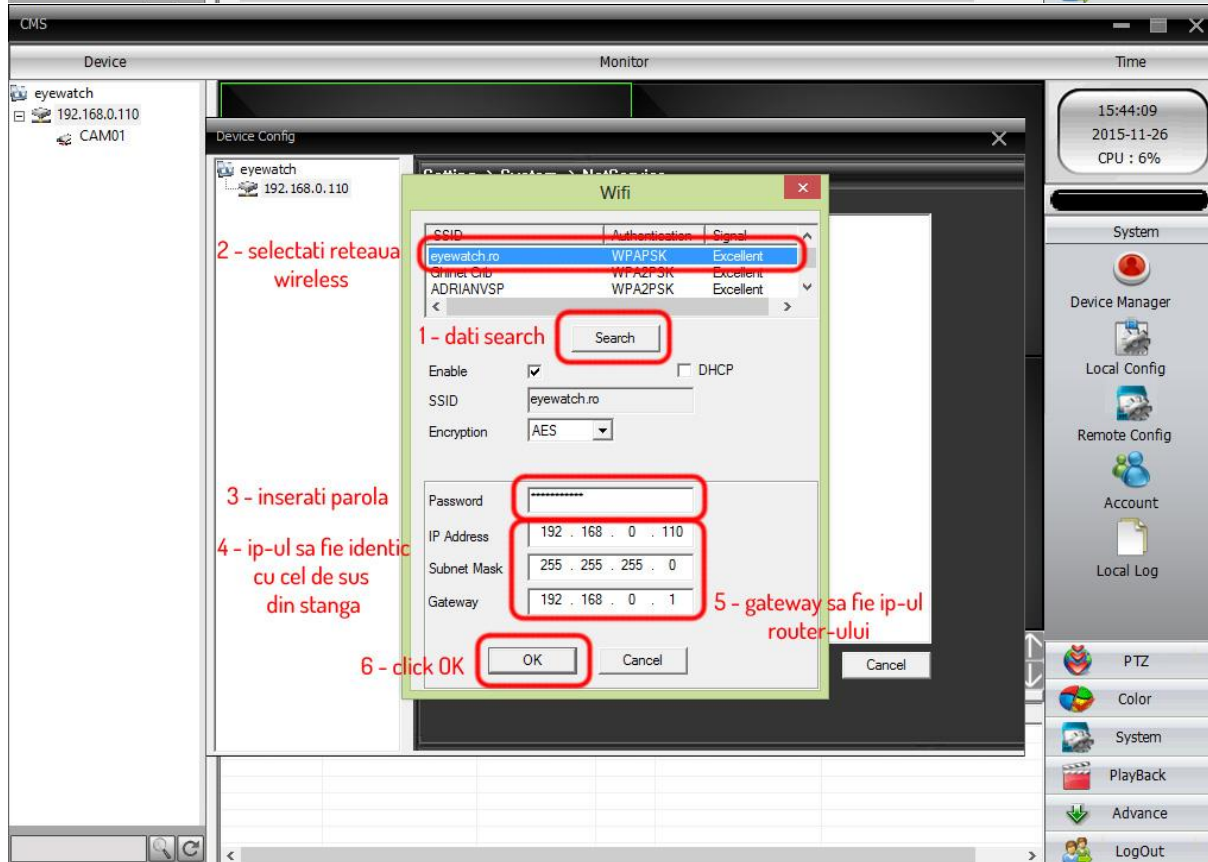 CMS
Device
Monitor
Time
eyewatch
192.168.0.110
CAM01
15:44:09
2015-11-26
CPU : 6%
Device Config
eyewatch
192.168.0.110
Wifi
SSID Authentication Signal
eyewatch.ro WPAPSK Excellent
Ghinet Crib WPA2PSK Excellent
ADRIANVSP WPA2PSK Excellent
2 - selectati reteaua
wireless
1 - dati search
Search
Enable
DHCP
SSID eyewatch.ro
Encryption AES
3 - inserati parola
Password ***********
4 - ip-ul sa fie identic
cu cel de sus
din stanga
IP Address 192 . 168 . 0 . 110
Subnet Mask 255 . 255 . 255 . 0
Gateway 192 . 168 . 0 . 1
5 - gateway sa fie ip-ul
router-ului
6 - click OK
OK
Cancel
Cancel
System
Device Manager
Local Config
Remote Config
Account
Local Log
PTZ
Color
System
PlayBack
Advance
LogOut